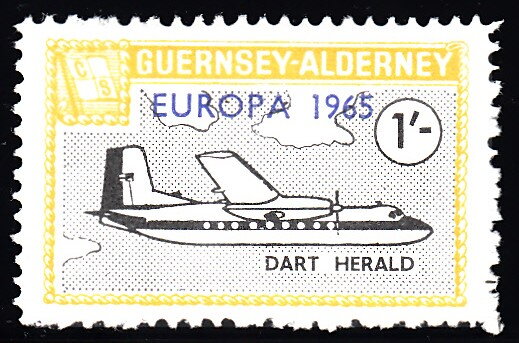 C
S
GUERNSEY-ALDERNEY
EUROPA 1965
1'-
DART HERALD